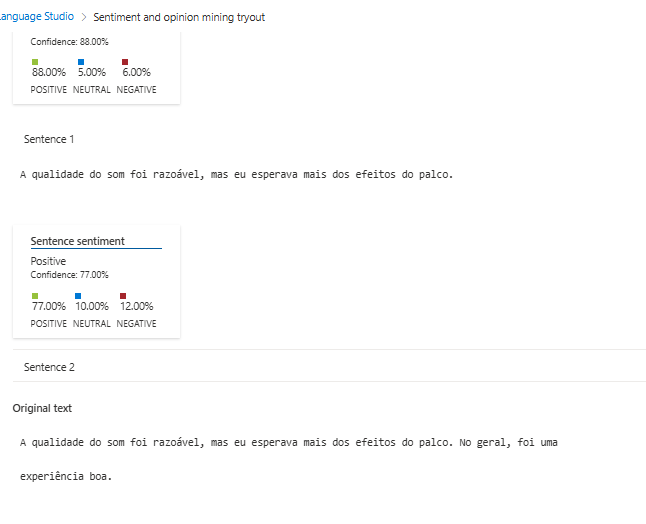 Language Studio > Sentiment and opinion mining tryout
Confidence: 88.00%
88.00% 5.00% 6.00%
POSITIVE NEUTRAL NEGATIVE
Sentence 1
A qualidade do som foi razoável, mas eu esperava mais dos efeitos do palco.
Sentence sentiment
Positive
Confidence: 77.00%
77.00% 10.00% 12.00%
POSITIVE NEUTRAL NEGATIVE
Sentence 2
Original text
A qualidade do som foi razoável, mas eu esperava mais dos efeitos do palco. No geral, foi uma
experiência boa.